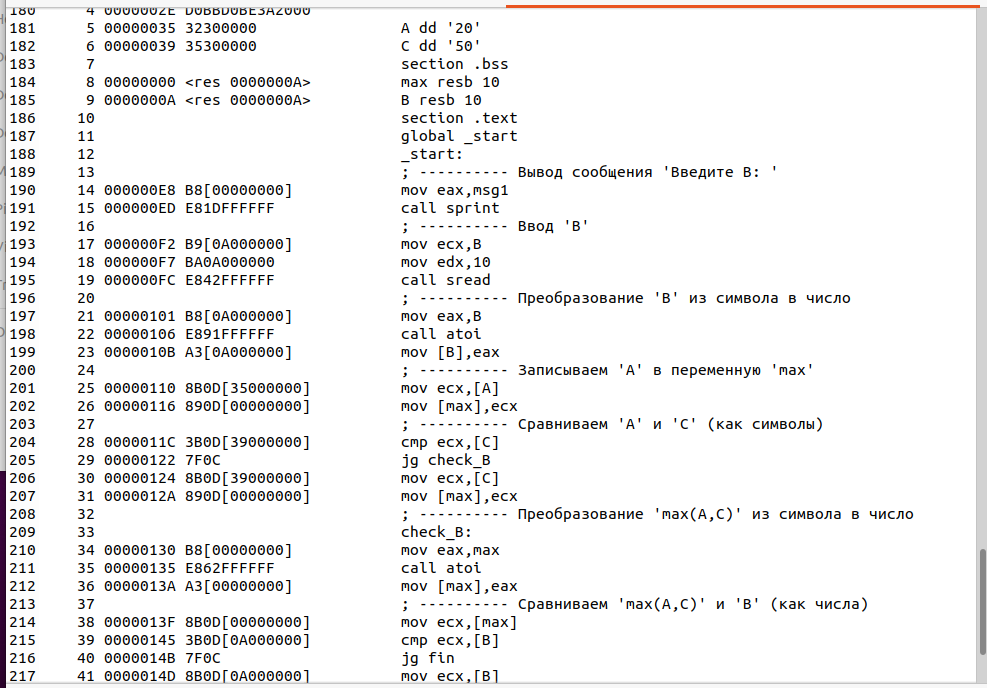 180 4 0000002E D0BBD0BE3A2000
181 5 00000035 32300000 A dd '20'
182 6 00000039 35300000 C dd '50'
183 7 section .bss
184 8 00000000 <res 0000000A> max resb 10
185 9 0000000A <res 0000000A> B resb 10
186 10 section .text
187 11 global _start
188 12 _start:
189 13 ; ---------- Вывод сообщения 'Введите B: '
190 14 000000E8 B8[00000000] mov eax,msg1
191 15 000000ED E81DFFFFFF call sprint
192 16 ; ---------- Ввод 'B'
193 17 000000F2 B9[0A000000] mov ecx,B
194 18 000000F7 BA0A000000 mov edx,10
195 19 000000FC E842FFFFFF call sread
196 20 ; ---------- Преобразование 'B' из символа в число
197 21 00000101 B8[0A000000] mov eax,B
198 22 00000106 E891FFFFFF call atoi
199 23 0000010B A3[0A000000] mov [B],eax
200 24 ; ---------- Записываем 'A' в переменную 'max'
201 25 00000110 8B0D[35000000] mov ecx,[A]
202 26 00000116 890D[00000000] mov [max],ecx
203 27 ; ---------- Сравниваем 'A' и 'C' (как символы)
204 28 0000011C 3B0D[39000000] cmp ecx,[C]
205 29 00000122 7F0C jg check_B
206 30 00000124 8B0D[39000000] mov ecx,[C]
207 31 0000012A 890D[00000000] mov [max],ecx
208 32 ; ---------- Преобразование 'max(A,C)' из символа в число
209 33 check_B:
210 34 00000130 B8[00000000] mov eax,max
211 35 00000135 E862FFFFFF call atoi
212 36 0000013A A3[00000000] mov [max],eax
213 37 ; ---------- Сравниваем 'max(A,C)' и 'B' (как числа)
214 38 0000013F 8B0D[00000000] mov ecx,[max]
215 39 00000145 3B0D[0A000000] cmp ecx,[B]
216 40 0000014B 7F0C jg fin
217 41 0000014D 8B0D[0A000000] mov ecx,[B]